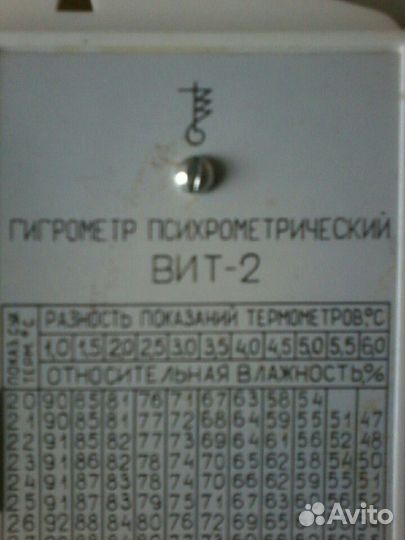 ГИГРОМЕТР ПСИХРОМЕТРИЧЕСКИЙ
ВИТ-2
РАЗНОСТЬ ПОКАЗАНИЙ ТЕРМОМЕТРОВ,°C
1,0 1,5 2,0 2,5 3,0 3,5 4,0 4,5 5,0 5,5 6,0
ОТНОСИТЕЛЬНАЯ ВЛАЖНОСТЬ,%
20 90 85 81 76 71 67 63 58 54
90 85 81 77 72 68 64 59 55 51 47
22 91 85 82 77 73 69 64 61 56 52 48
23 91 86 82 78 74 70 65 62 58 54 50
24 91 87 83 78 74 70 66 62 59 55 51
25 91 87 84 79 75 71
26 92 84 80 76 72 69
Avito